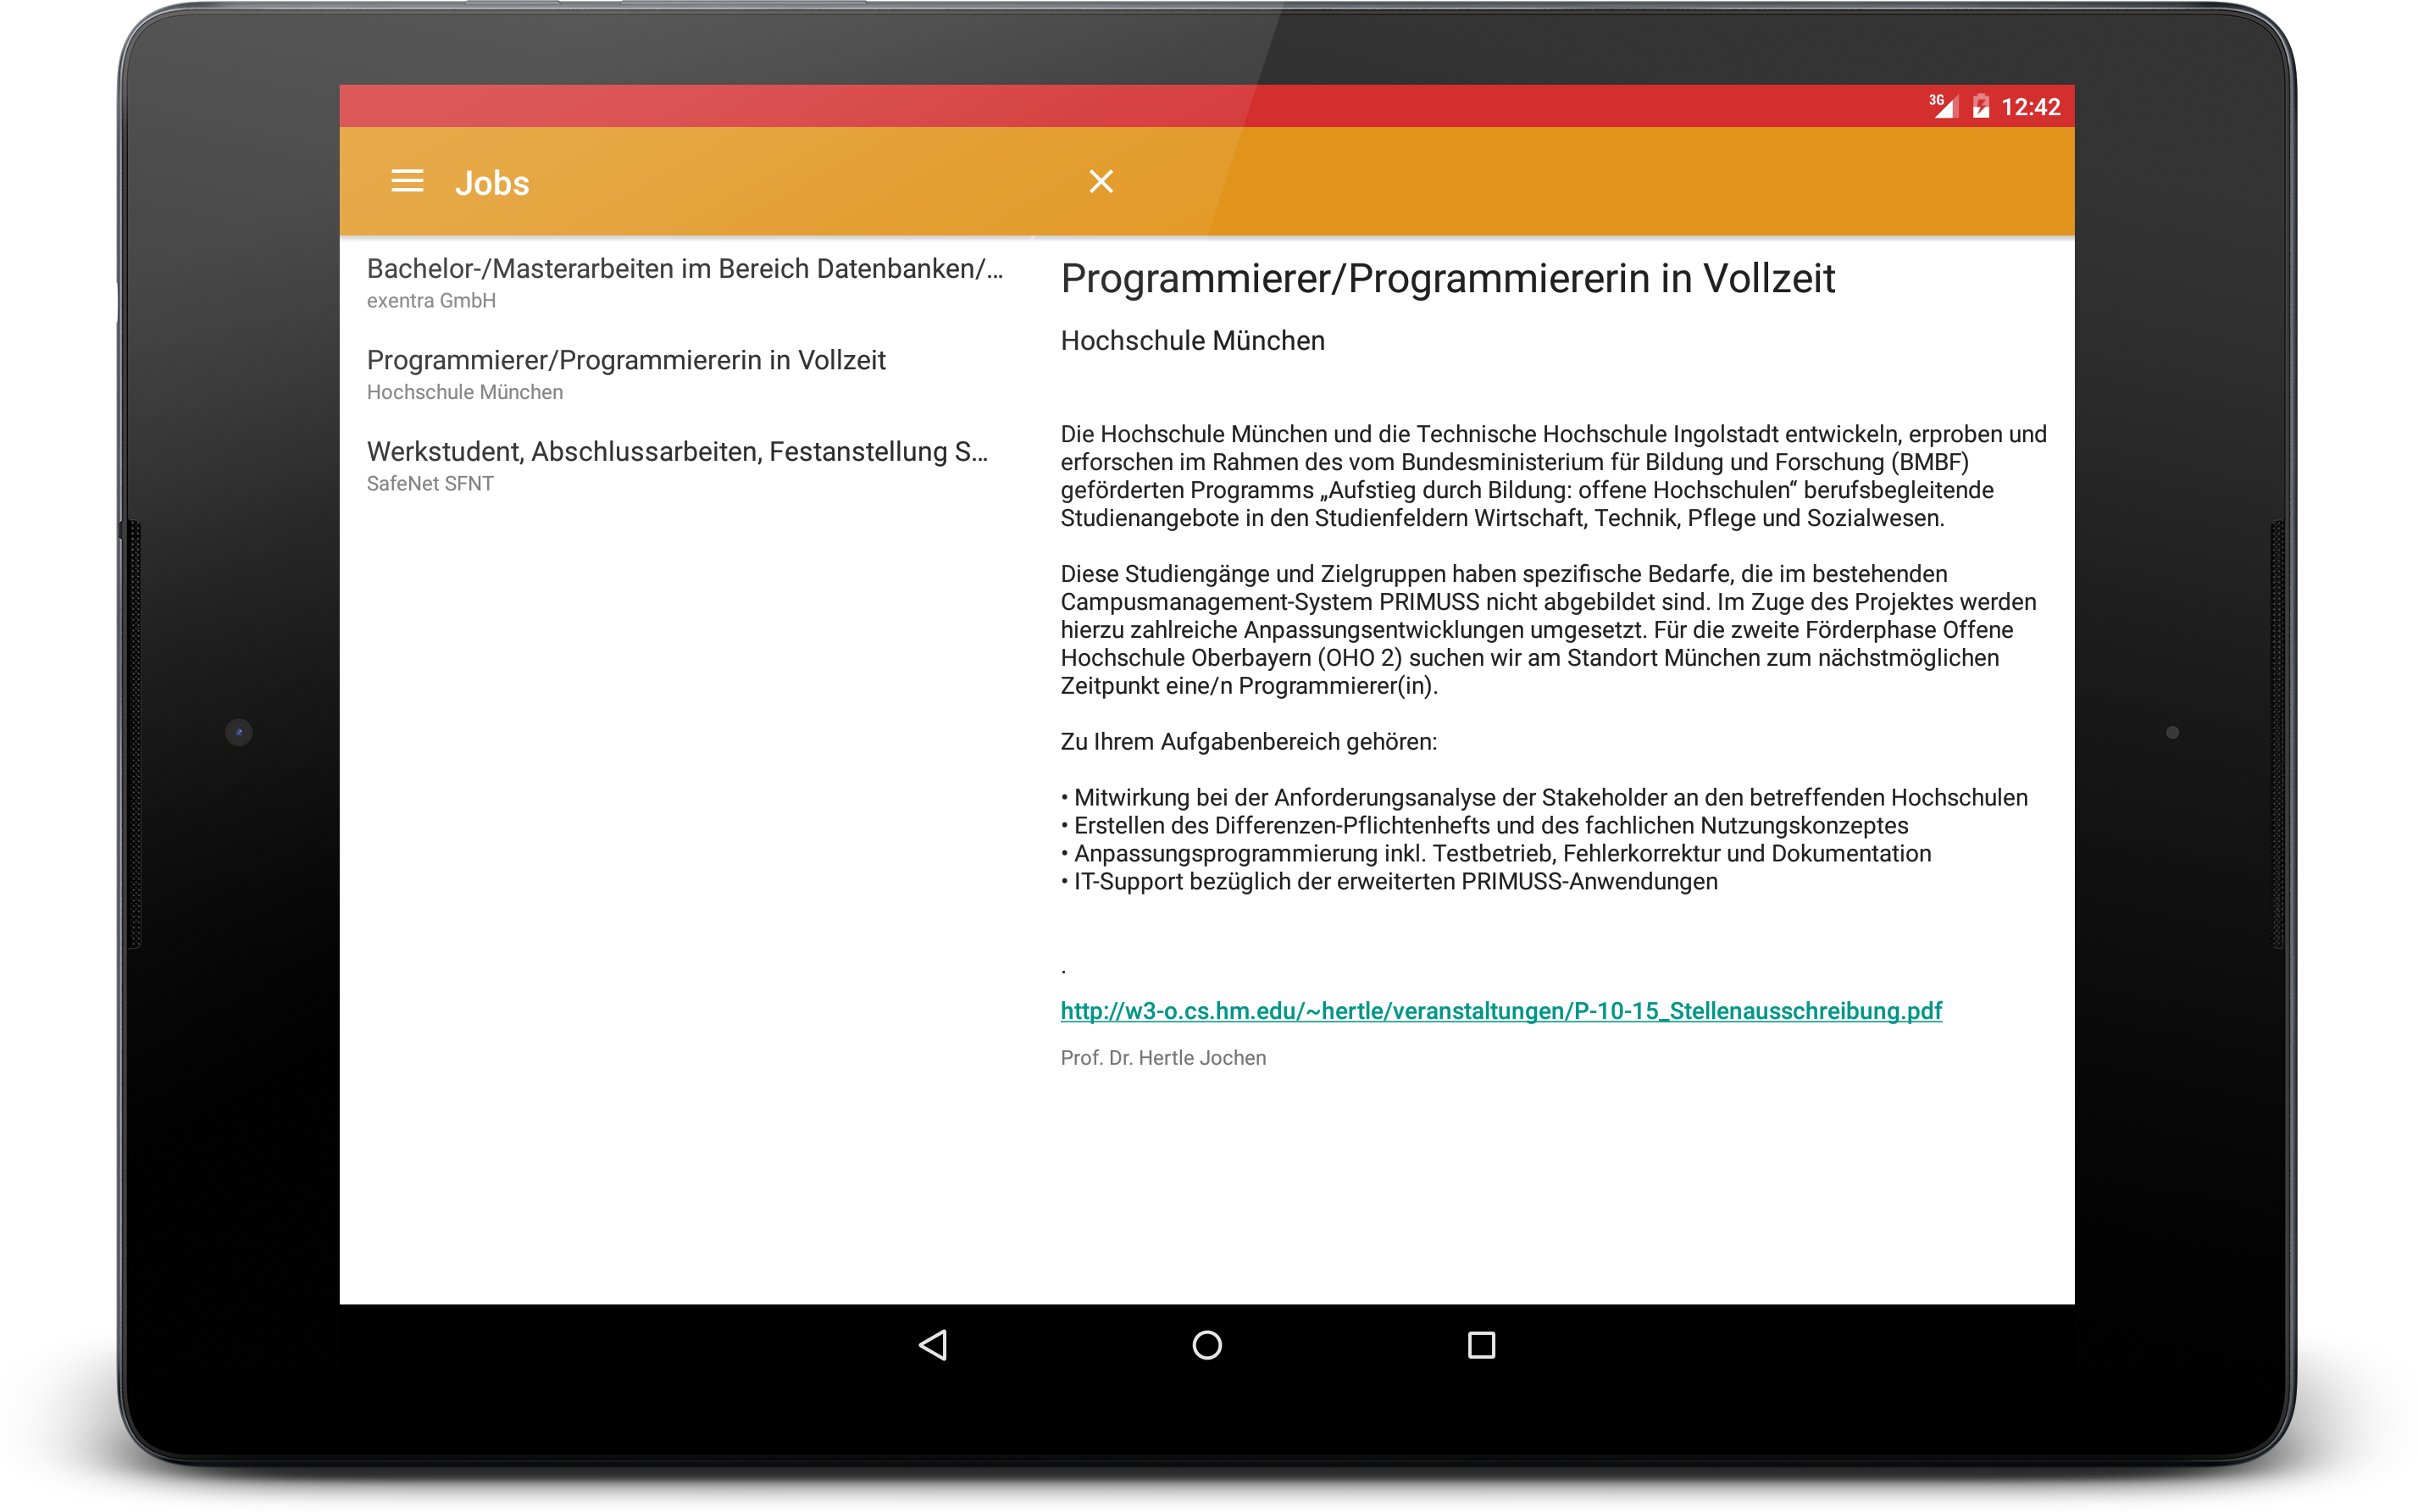 3G 12:42
Jobs
Bachelor-/Masterarbeiten im Bereich Datenbanken/...
exentra GmbH
Programmierer/Programmiererin in Vollzeit
Hochschule München
Werkstudent, Abschlussarbeiten, Festanstellung S...
SafeNet SFNT
Programmierer/Programmiererin in Vollzeit
Hochschule München
Die Hochschule München und die Technische Hochschule Ingolstadt entwickeln, erproben und
erforschen im Rahmen des vom Bundesministerium für Bildung und Forschung (BMBF)
geförderten Programms „Aufstieg durch Bildung: offene Hochschulen“ berufsbegleitende
Studienangebote in den Studienfeldern Wirtschaft, Technik, Pflege und Sozialwesen.
Diese Studiengänge und Zielgruppen haben spezifische Bedarfe, die im bestehenden
Campusmanagement-System PRIMUSS nicht abgebildet sind. Im Zuge des Projektes werden
hierzu zahlreiche Anpassungsentwicklungen umgesetzt. Für die zweite Förderphase Offene
Hochschule Oberbayern (OHO 2) suchen wir am Standort München zum nächstmöglichen
Zeitpunkt eine/n Programmierer(in).
Zu Ihrem Aufgabenbereich gehören:
• Mitwirkung bei der Anforderungsanalyse der Stakeholder an den betreffenden Hochschulen
• Erstellen des Differenzen-Pflichtenhefts und des fachlichen Nutzungskonzeptes
• Anpassungsprogrammierung inkl. Testbetrieb, Fehlerkorrektur und Dokumentation
• IT-Support bezüglich der erweiterten PRIMUSS-Anwendungen
.
http://w3-o.cs.hm.edu/~hertle/veranstaltungen/P-10-15_Stellenausschreibung.pdf
Prof. Dr. Hertle Jochen